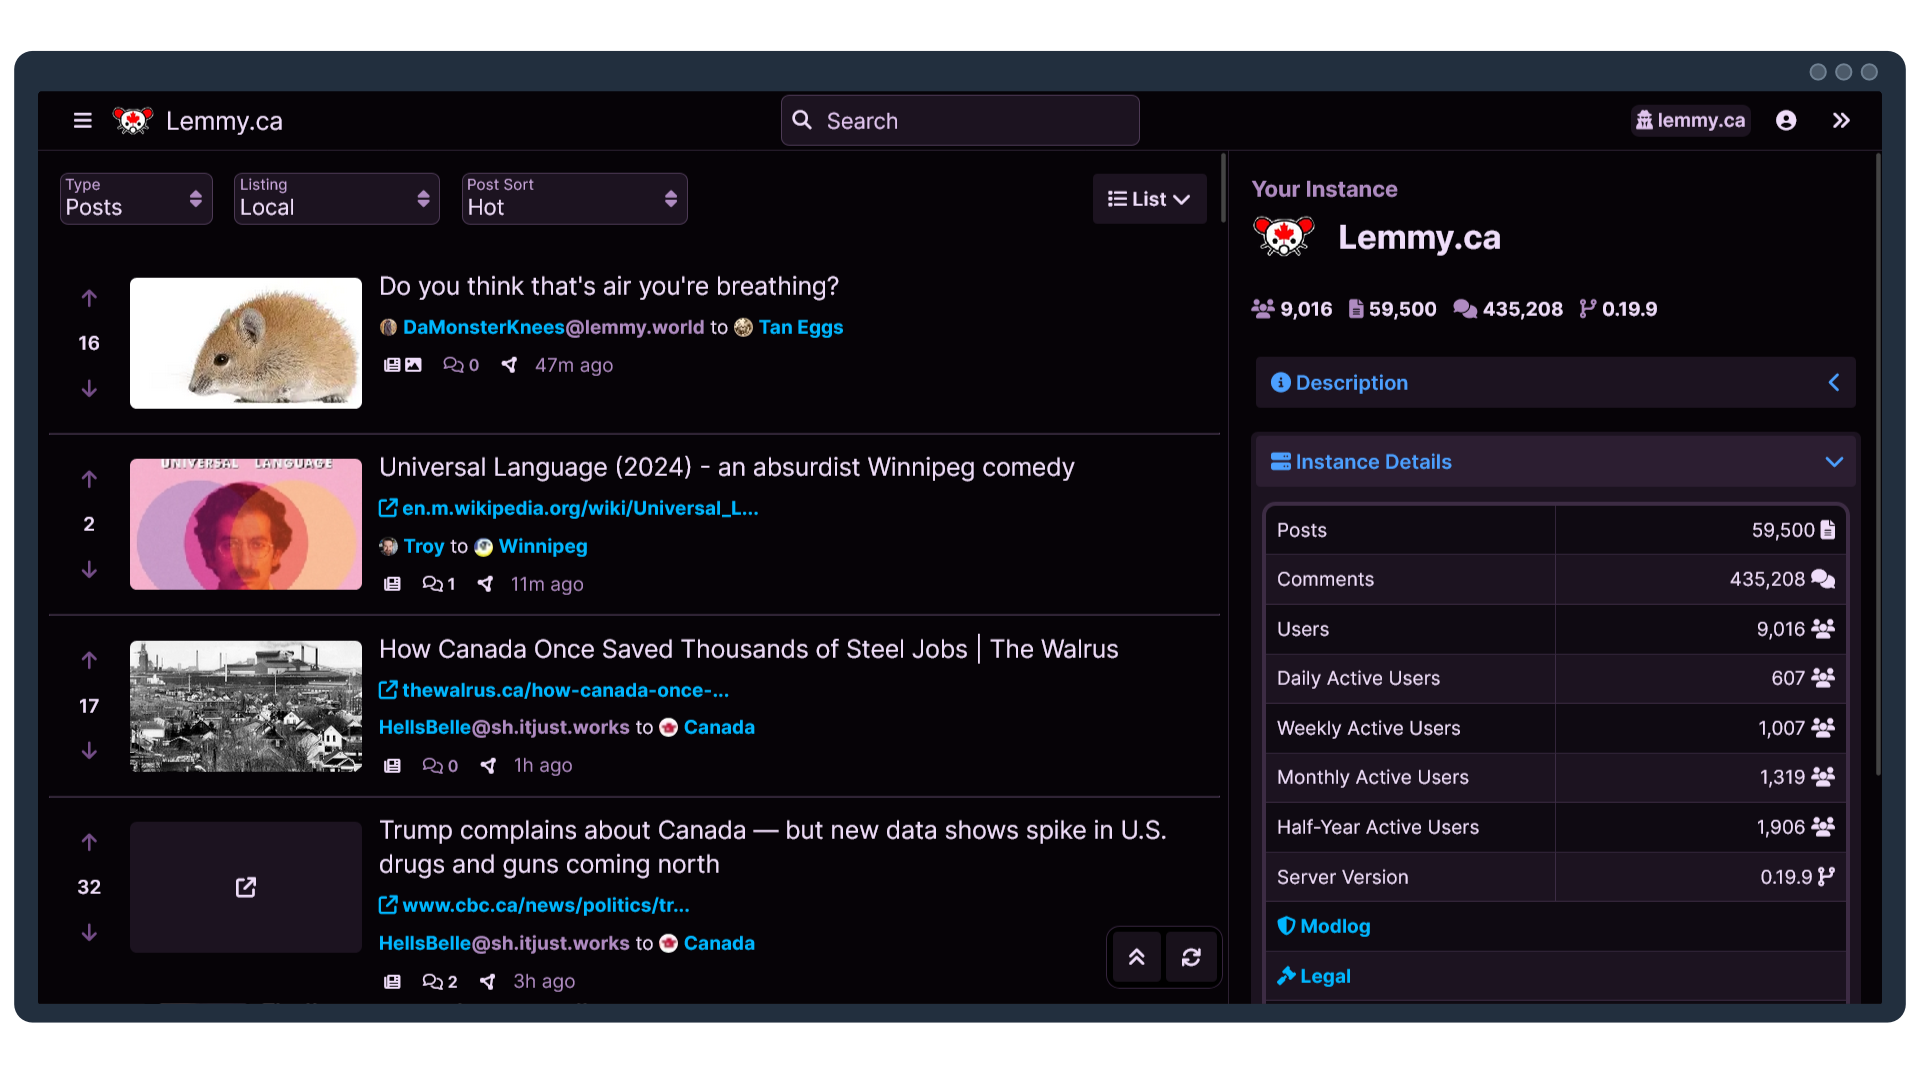 Lemmy.ca
Search
lemmy.ca
Type
Posts
Listing
Local
Post Sort
Hot
List
Do you think that's air you're breathing?
DaMonsterKnees@lemmy.world to Tan Eggs
16
0
47m ago
UNIVERSAL LANGUAGE
Universal Language (2024) - an absurdist Winnipeg comedy
en.m.wikipedia.org/wiki/Universal_L...
2
Troy to Winnipeg
1
11m ago
How Canada Once Saved Thousands of Steel Jobs | The Walrus
thewalrus.ca/how-canada-once-...
17
HellsBelle@sh.itjust.works to Canada
0
1h ago
Trump complains about Canada — but new data shows spike in U.S.
drugs and guns coming north
32
www.cbc.ca/news/politics/tr...
HellsBelle@sh.itjust.works to Canada
2
3h ago
Your Instance
Lemmy.ca
9,016 59,500 435,208 0.19.9
Description
Instance Details
Posts 59,500
Comments 435,208
Users 9,016
Daily Active Users 607
Weekly Active Users 1,007
Monthly Active Users 1,319
Half-Year Active Users 1,906
Server Version 0.19.9
Modlog
Legal